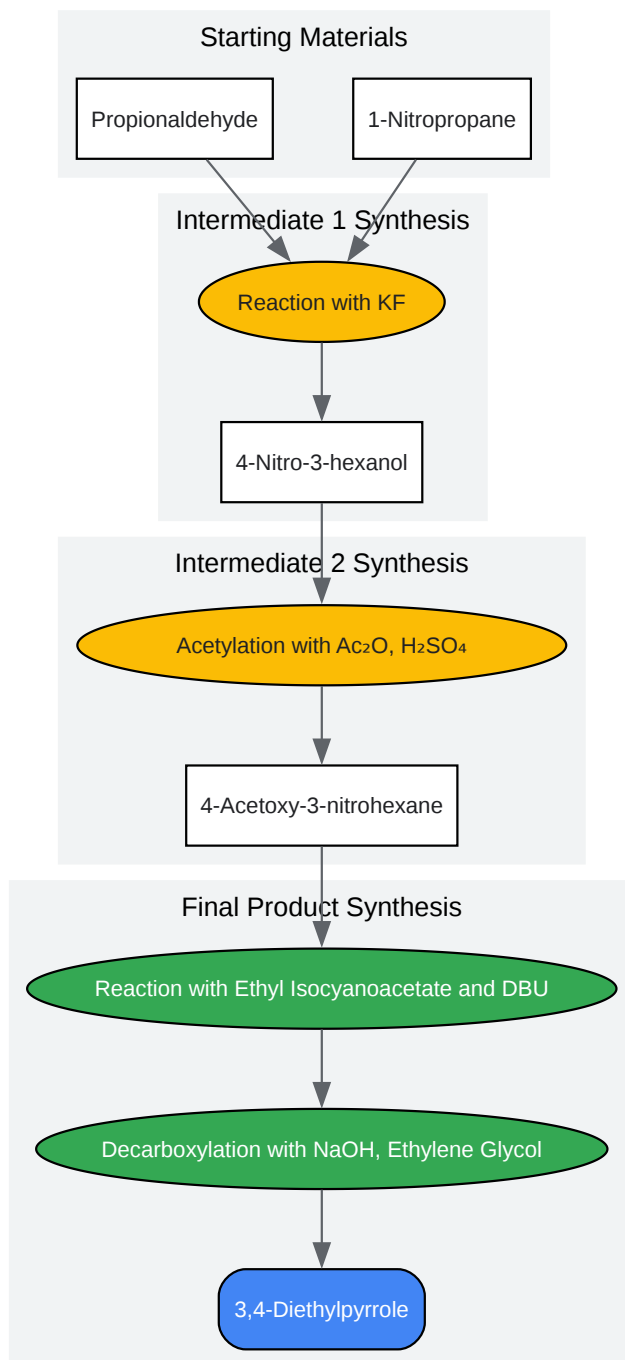 Starting Materials
Propionaldehyde
1-Nitropropane
Intermediate 1 Synthesis
Reaction with KF
4-Nitro-3-hexanol
Intermediate 2 Synthesis
Acetylation with Ac₂O, H₂SO₄
4-Acetoxy-3-nitrohexane
Final Product Synthesis
Reaction with Ethyl Isocyanoacetate and DBU
Decarboxylation with NaOH, Ethylene Glycol
3,4-Diethylpyrrole